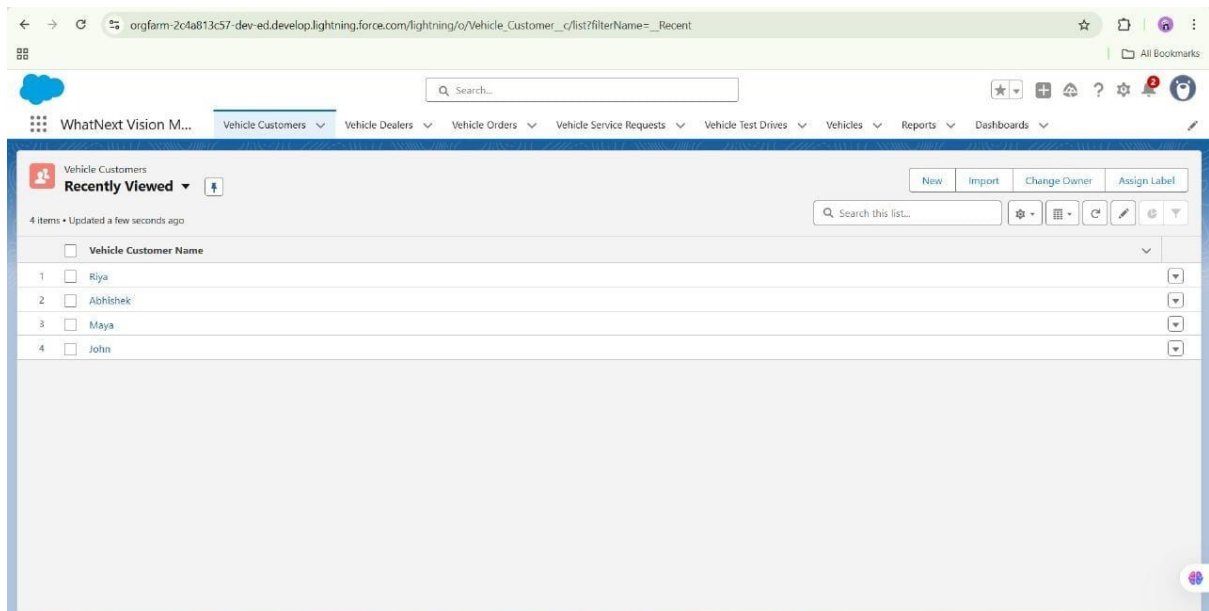 orgfarm-2c4a813c57-dev-ed.develop.lightning.force.com/lightning/o/Vehicle_Customer__c/list?filterName=__Recent
All Bookmarks
Search...
2
WhatNext Vision M... Vehicle Customers Vehicle Dealers Vehicle Orders Vehicle Service Requests Vehicle Test Drives Vehicles Reports Dashboards
Vehicle Customers
Recently Viewed
New Import Change Owner Assign Label
4 items • Updated a few seconds ago
Search this list...
Vehicle Customer Name
1 Riya
2 Abhishek
3 Maya
4 John